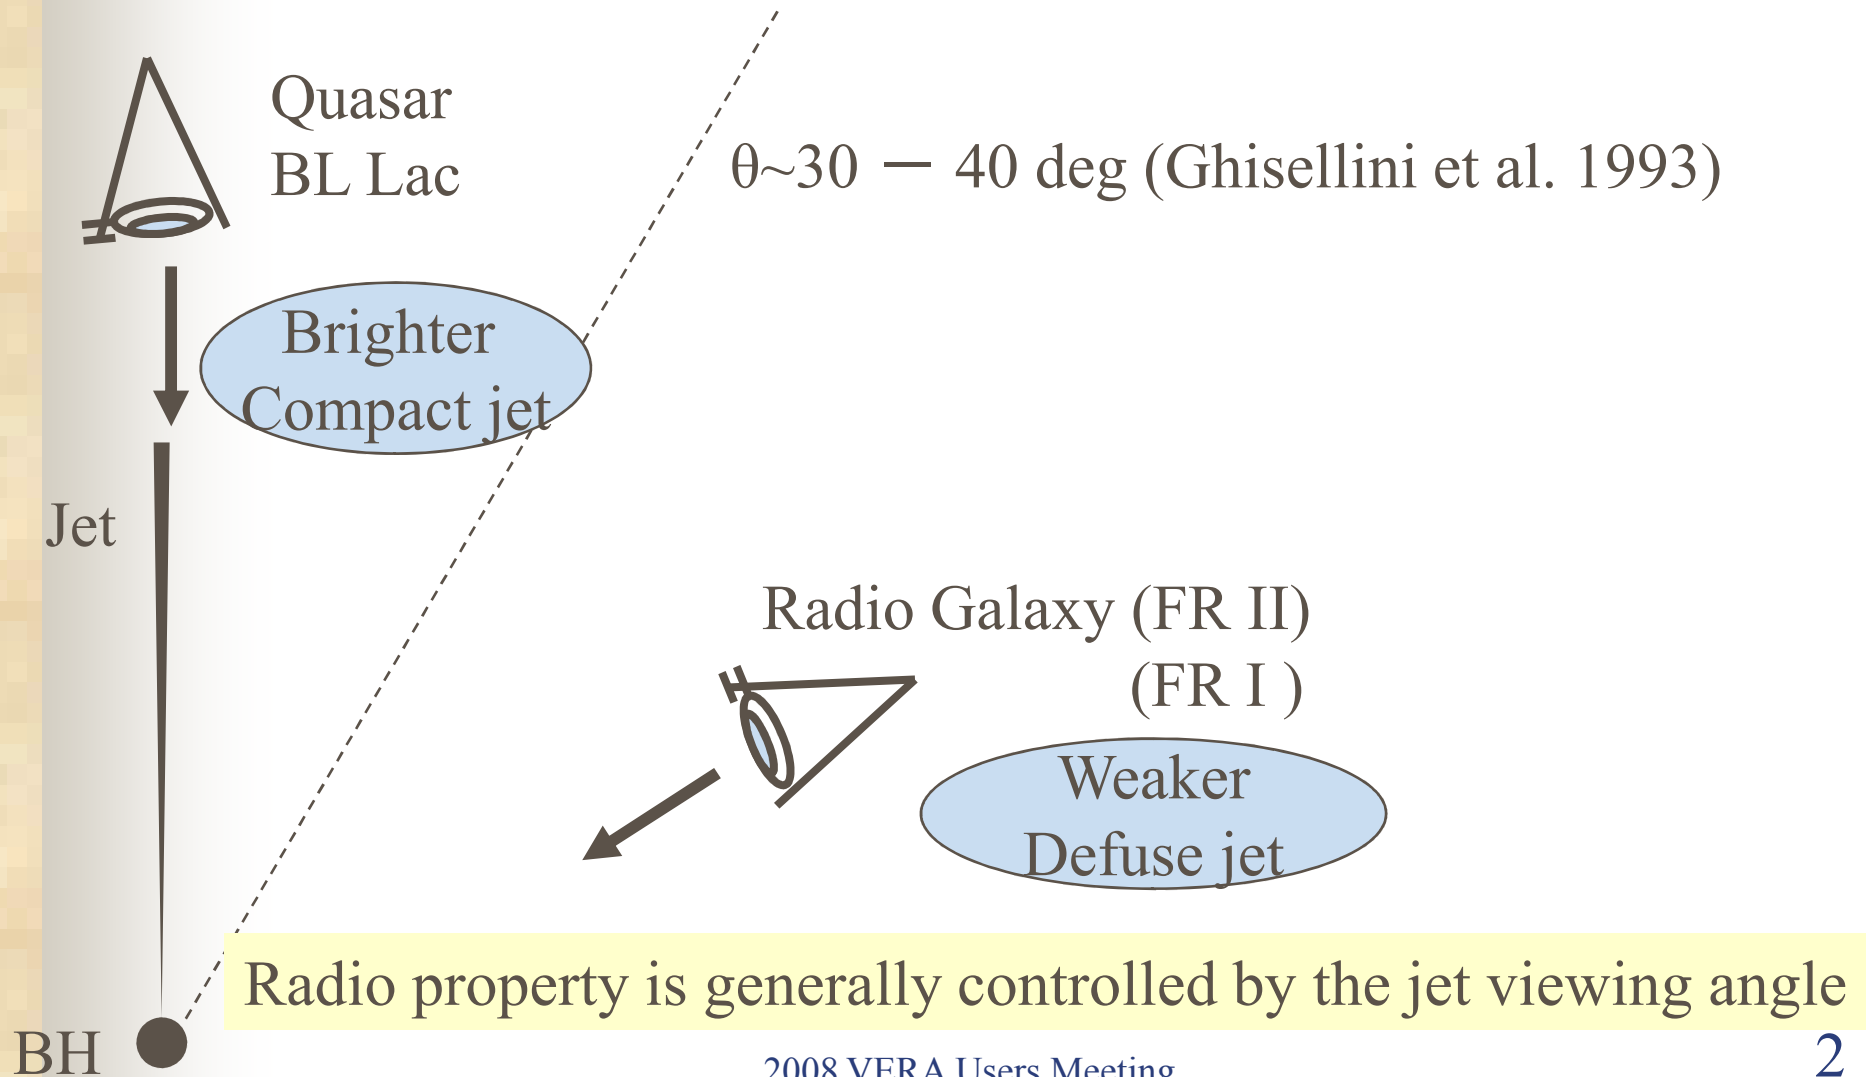 Quasar
BL Lac
θ~30 － 40 deg (Ghisellini et al. 1993)
Brighter
Compact jet
Jet
Radio Galaxy (FR II)
(FR I )
Weaker
Defuse jet
Radio property is generally controlled by the jet viewing angle
BH
2008 VERA Users Meeting
2